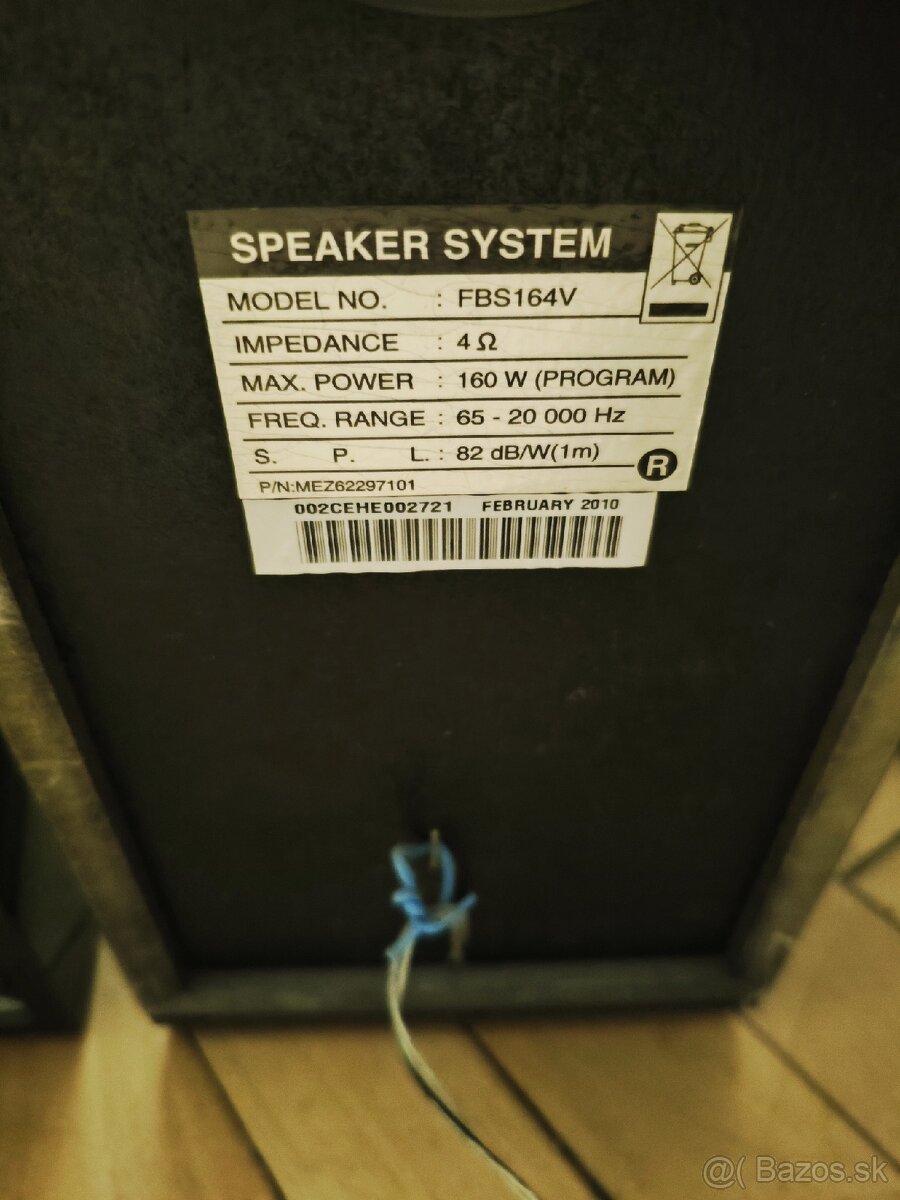 SPEAKER SYSTEM
MODEL NO. : FBS164V
IMPEDANCE : 4 Ω
MAX. POWER : 160 W (PROGRAM)
FREQ. RANGE : 65 - 20 000 Hz
S. P. L. : 82 dB/W(1m)
R
P/N:MEZ62297101
002CEHE002721 FEBRUARY 2010
@( Bazos.sk